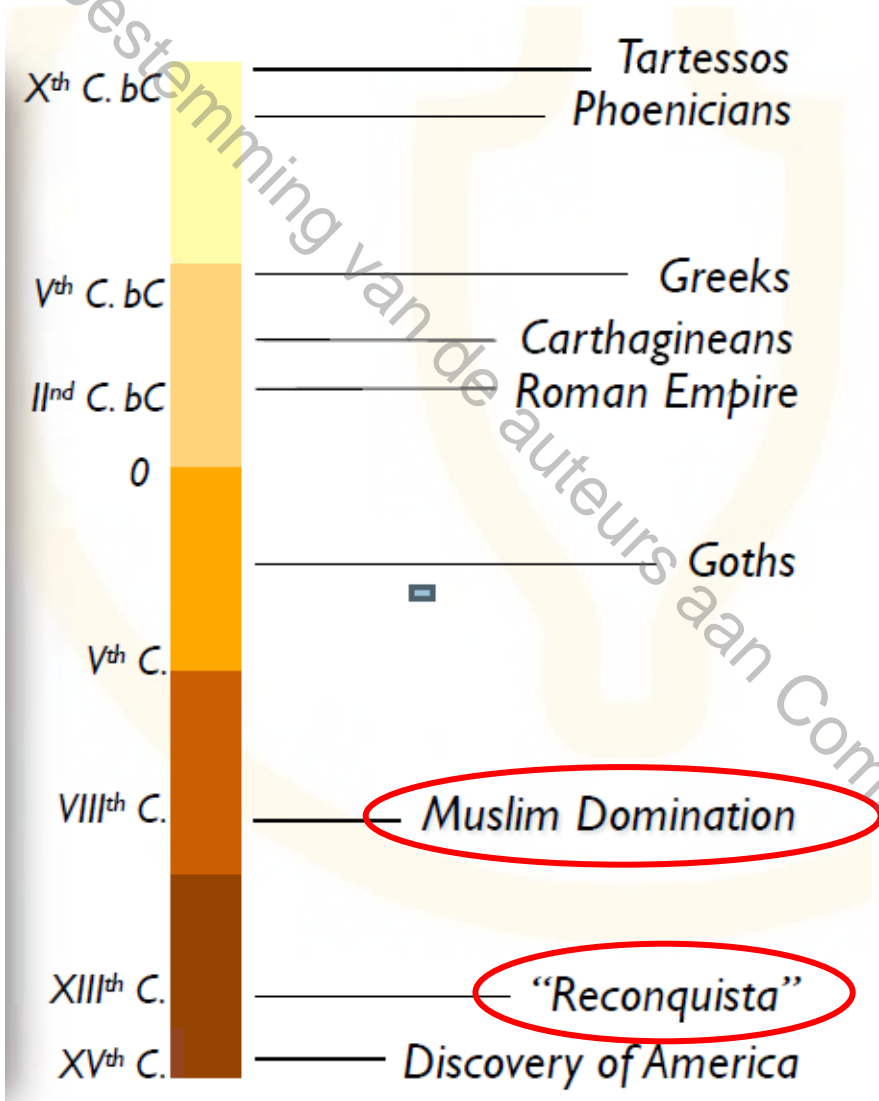 Xth C. bC
Tartessos
Phoenicians
Vth C. bC
Greeks
Carthagineans
IInd C. bC
Roman Empire
0
Goths
Vth C.
VIIIth C.
Muslim Domination
XIIIth C.
“Reconquista”
XVth C.
Discovery of America
estemming van de auteurs aan Com